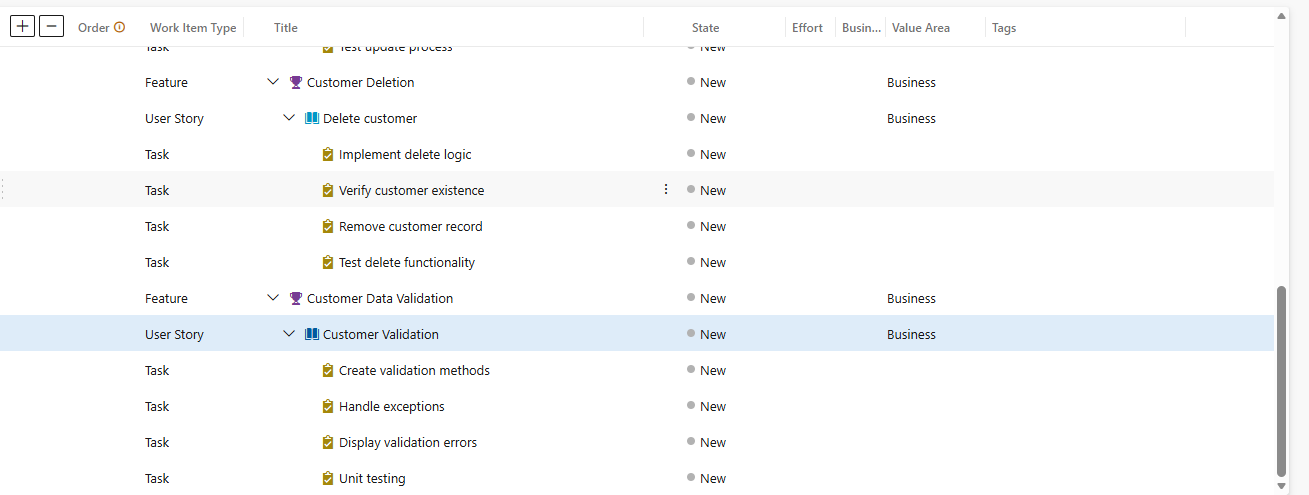 + − Order Work Item Type Title State Effort Busin... Value Area Tags
Task Test update process New
Feature Customer Deletion New Business
User Story Delete customer New Business
Task Implement delete logic New
Task Verify customer existence New
Task Remove customer record New
Task Test delete functionality New
Feature Customer Data Validation New Business
User Story Customer Validation New Business
Task Create validation methods New
Task Handle exceptions New
Task Display validation errors New
Task Unit testing New